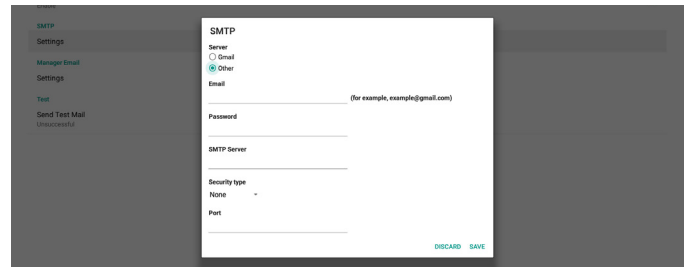 Enable
SMTP
Settings
Manager Email
Settings
Test
Send Test Mail
Unsuccessful
SMTP
Server
Gmail
Other
Email
(for example, example@gmail.com)
Password
SMTP Server
Security type
None
Port
DISCARD SAVE